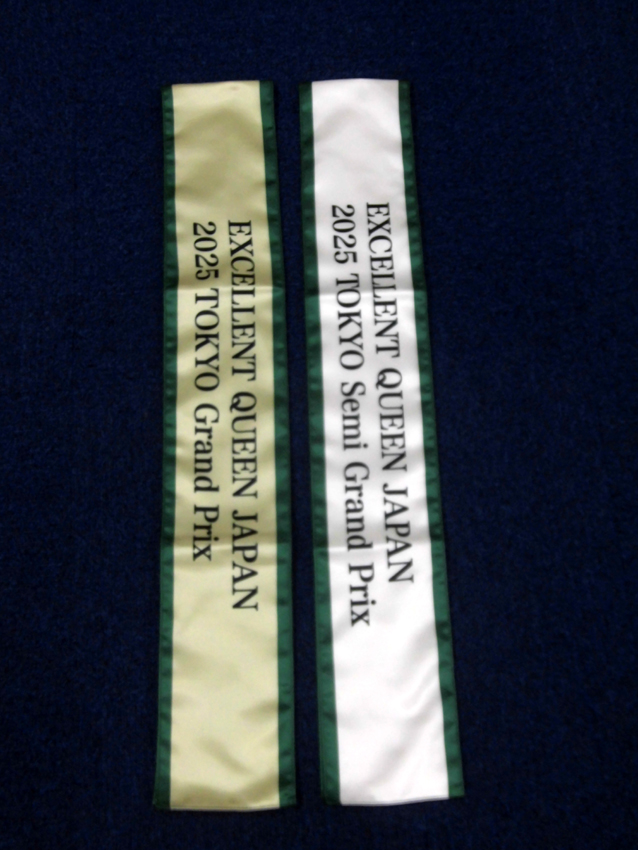 EXCELLENT QUEEN JAPAN
2025 TOKYO Grand Prix
EXCELLENT QUEEN JAPAN
2025 TOKYO Semi Grand Prix